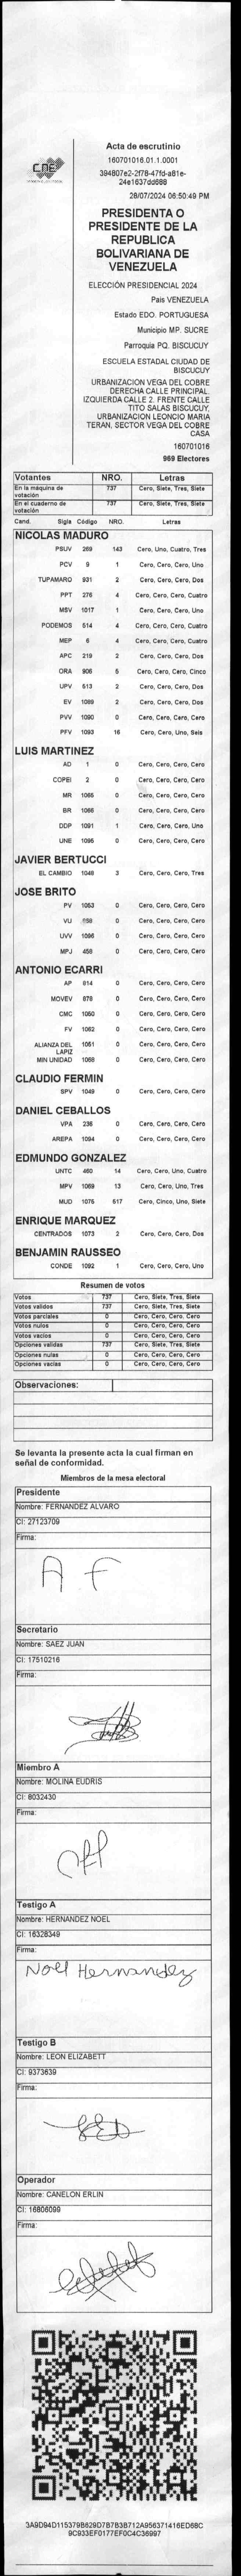 CNE
Acta de escrutinio
160701016.01.1.0001
394807e2-2f78-47fd-a81e-
24e1637dd688
28/07/2024 06:50:49 PM
PRESIDENTA O
PRESIDENTE DE LA
REPUBLICA
BOLIVARIANA DE
VENEZUELA
ELECCIÓN PRESIDENCIAL 2024
Pais VENEZUELA
Estado EDO. PORTUGUESA
Municipio MP. SUCRE
Parroquia PQ. BISCUCUY
ESCUELA ESTADAL CIUDAD DE
BISCUCUY
URBANIZACION VEGA DEL COBRE
DERECHA CALLE PRINCIPAL.
IZQUIERDA CALLE 2. FRENTE CALLE
TITO SALAS BISCUCUY,
URBANIZACION LEONCIO MARIA
TERAN, SECTOR VEGA DEL COBRE
CASA
160701016
969 Electores
Votantes NRO. Letras
En la máquina de votación 737 Cero, Siete, Tres, Siete
En el cuaderno de votación 737 Cero, Siete, Tres, Siete
Cand. Sigla Código NRO. Letras
NICOLAS MADURO
PSUV 269 143 Cero, Uno, Cuatro, Tres
PCV 9 1 Cero, Cero, Cero, Uno
TUPAMARO 931 2 Cero, Cero, Cero, Dos
PPT 276 4 Cero, Cero, Cero, Cuatro
MSV 1017 1 Cero, Cero, Cero, Uno
PODEMOS 514 4 Cero, Cero, Cero, Cuatro
MEP 6 4 Cero, Cero, Cero, Cuatro
APC 219 2 Cero, Cero, Cero, Dos
ORA 906 5 Cero, Cero, Cero, Cinco
UPV 513 2 Cero, Cero, Cero, Dos
EV 1089 2 Cero, Cero, Cero, Dos
PVV 1090 0 Cero, Cero, Cero, Cero
PFV 1093 16 Cero, Cero, Uno, Seis
LUIS MARTINEZ
AD 1 0 Cero, Cero, Cero, Cero
COPEI 2 0 Cero, Cero, Cero, Cero
MR 0 Cero, Cero, Cero, Cero
BR 0 Cero, Cero, Cero, Cero
DDP 1091 1 Cero, Cero, Cero, Uno
UNE 1095 0 Cero, Cero, Cero, Cero
JAVIER BERTUCCI
EL CAMBIO 1048 3 Cero, Cero, Cero, Tres
JOSE BRITO
PV 1053 0 Cero, Cero, Cero, Cero
VU 0 Cero, Cero, Cero, Cero
UVV 1096 0 Cero, Cero, Cero, Cero
MPJ 458 0 Cero, Cero, Cero, Cero
ANTONIO ECARRI
AP 814 0 Cero, Cero, Cero, Cero
MOVEV 878 0 Cero, Cero, Cero, Cero
CMC 1050 0 Cero, Cero, Cero, Cero
FV 1052 0 Cero, Cero, Cero, Cero
ALIANZA DEL LAPIZ 1051 0 Cero, Cero, Cero, Cero
MIN UNIDAD 1068 0 Cero, Cero, Cero, Cero
CLAUDIO FERMIN
SPV 1049 0 Cero, Cero, Cero, Cero
DANIEL CEBALLOS
VPA 236 0 Cero, Cero, Cero, Cero
AREPA 1094 0 Cero, Cero, Cero, Cero
EDMUNDO GONZALEZ
UNTC 460 14 Cero, Cero, Uno, Cuatro
MPV 1069 13 Cero, Cero, Uno, Tres
MUD 1075 517 Cero, Cinco, Uno, Siete
ENRIQUE MARQUEZ
CENTRADOS 1073 2 Cero, Cero, Cero, Dos
BENJAMIN RAUSSEO
CONDE 1092 1 Cero, Cero, Cero, Uno
Resumen de votos
Votos 737 Cero, Siete, Tres, Siete
Votos validos 737 Cero, Siete, Tres, Siete
Votos parciales 0 Cero, Cero, Cero, Cero
Votos nulos 0 Cero, Cero, Cero, Cero
Votos vacios 0 Cero, Cero, Cero, Cero
Opciones validas 737 Cero, Siete, Tres, Siete
Opciones nulas 0 Cero, Cero, Cero, Cero
Opciones vacias 0 Cero, Cero, Cero, Cero
Observaciones:
Se levanta la presente acta la cual firman en
señal de conformidad.
Miembros de la mesa electoral
Presidente
Nombre: FERNANDEZ ALVARO
CI: 27123709
Firma:
A F
Secretario
Nombre: SAEZ JUAN
CI: 17510216
Firma:
Miembro A
Nombre: MOLINA EUDRIS
CI: 8032430
Firma:
Testigo A
Nombre: HERNANDEZ NOEL
CI: 16328349
Firma:
Noel Hernandez
Testigo B
Nombre: LEON ELIZABETT
CI: 9373639
Firma:
Operador
Nombre: CANELON ERLIN
CI: 16806099
Firma:
3A9D94D115379B629D7B7B3B712A956371416ED68C
9C933EF0177EF0C4C36997